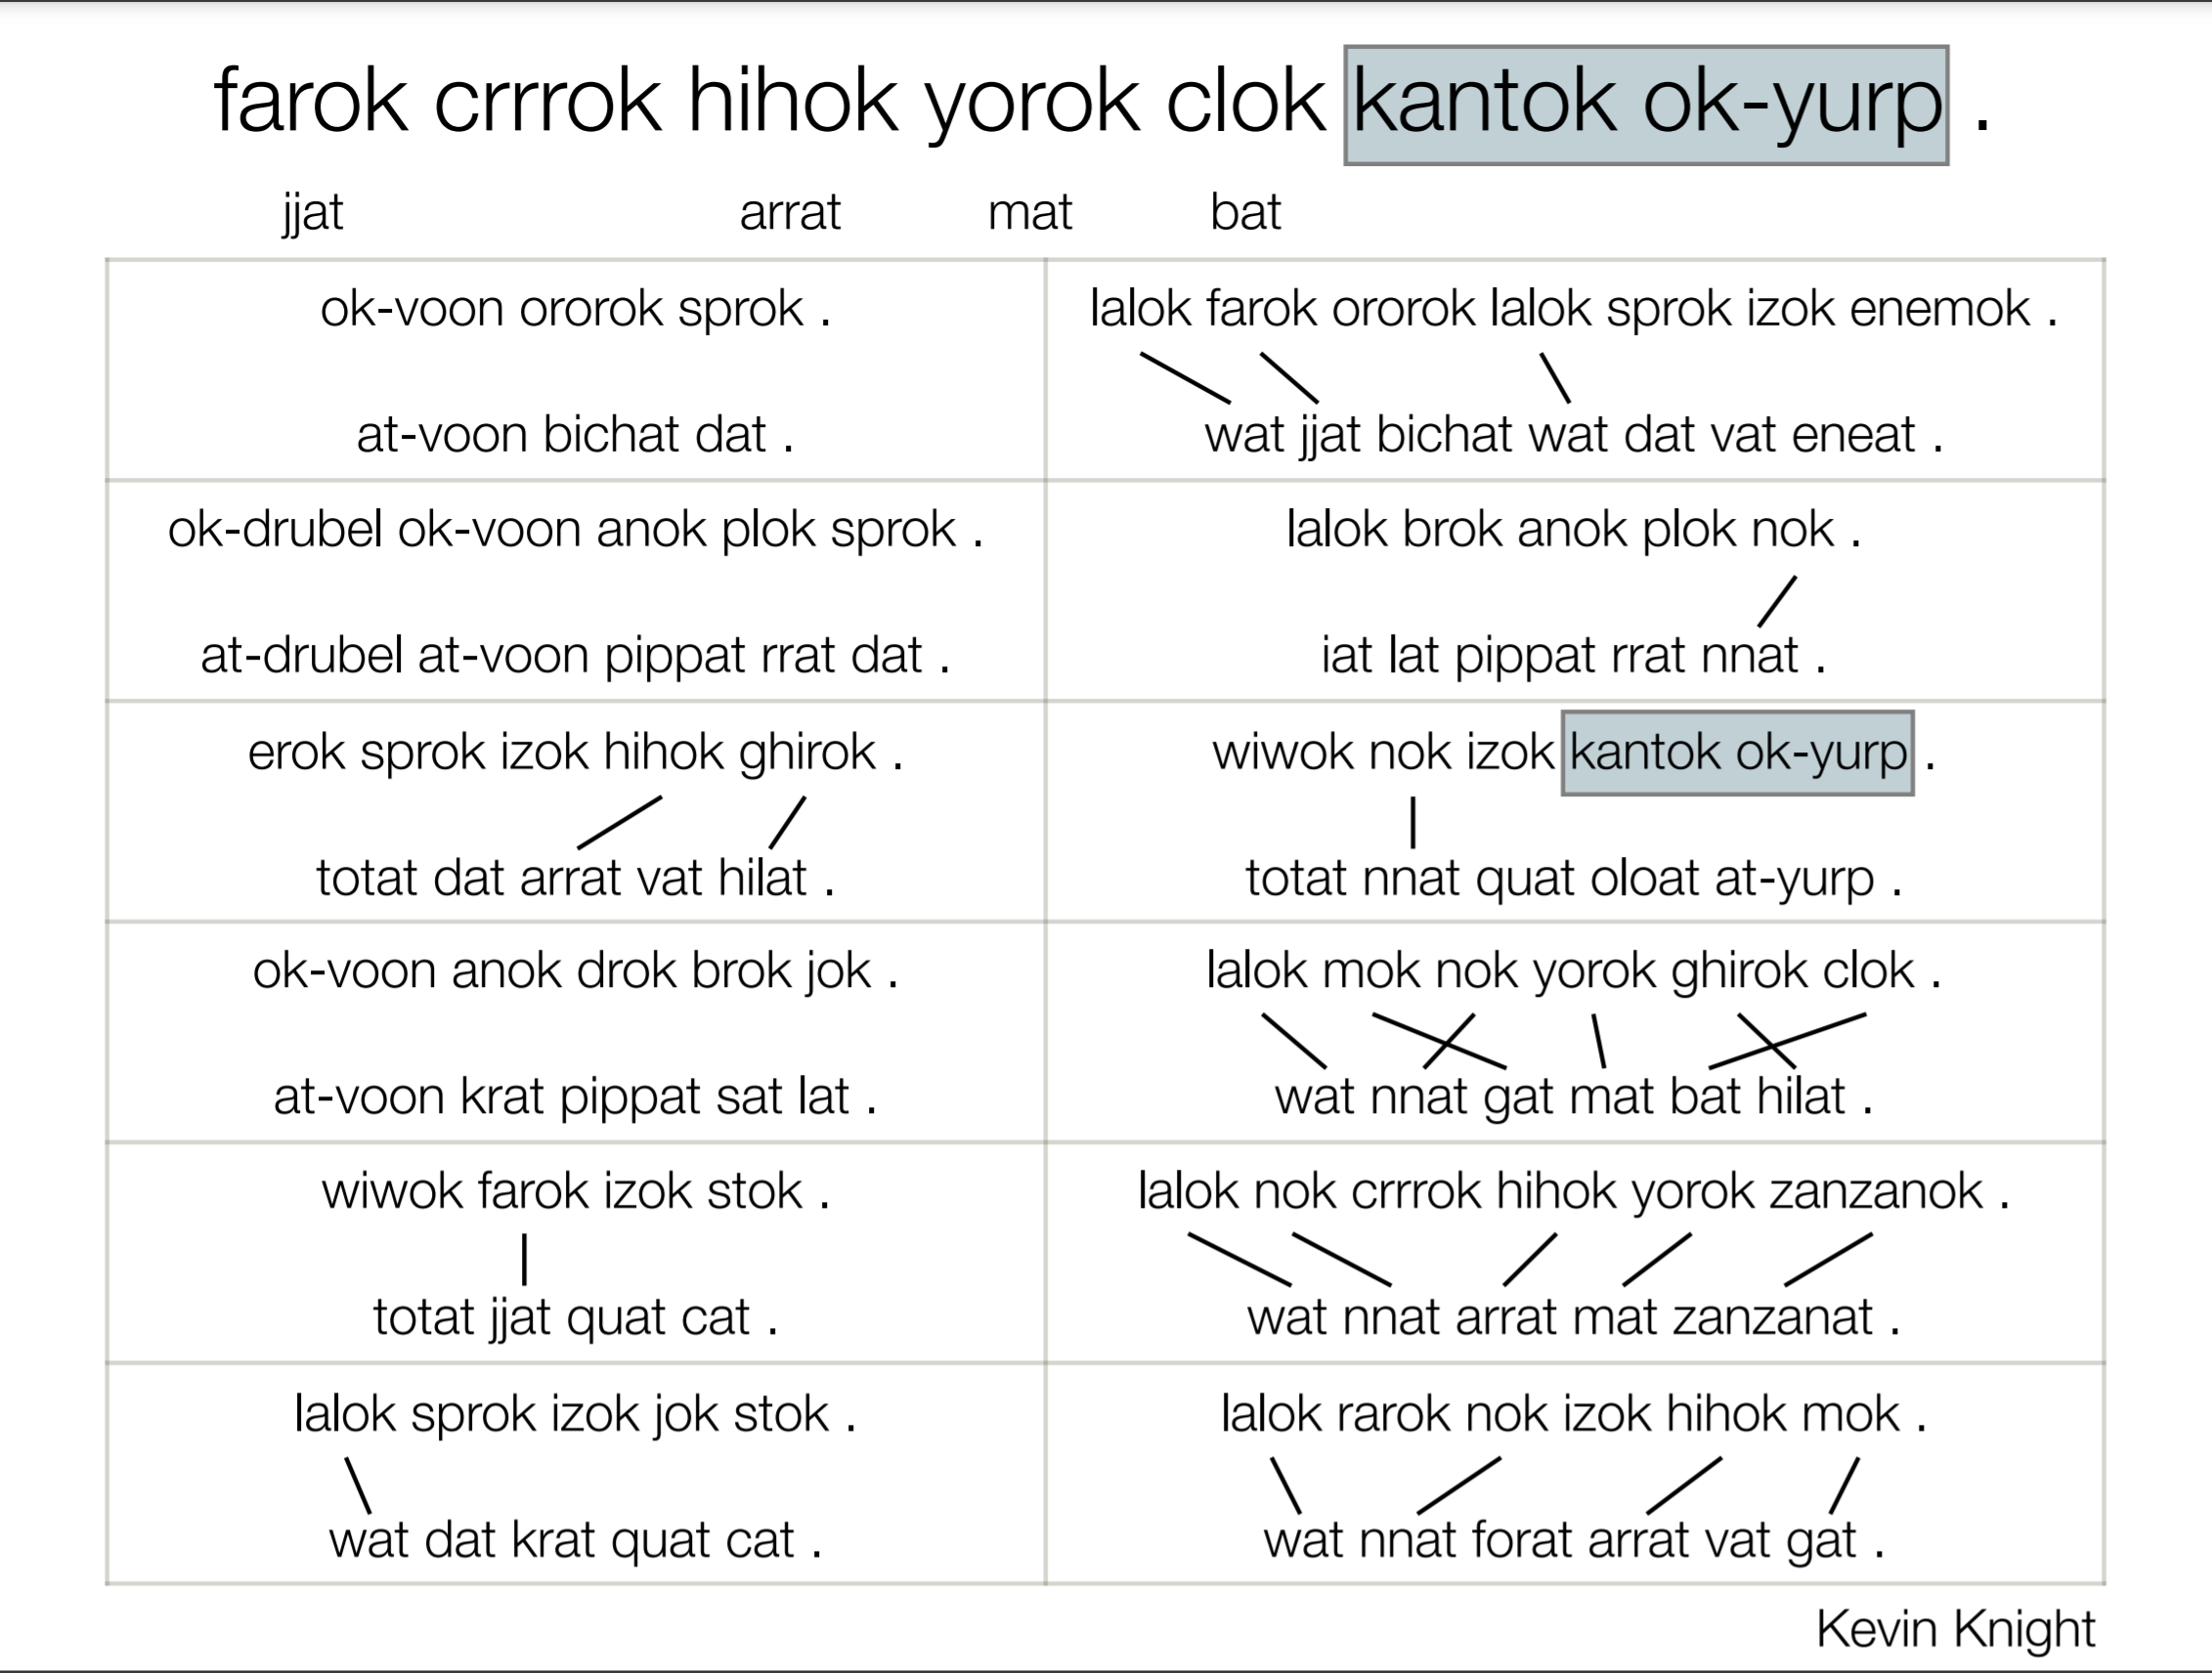 farok crrrok hihok yorok clok kantok ok-yurp .
jjat arrat mat bat
ok-voon ororok sprok .
at-voon bichat dat .
lalok farok ororok lalok sprok izok enemok .
wat jjat bichat wat dat vat eneat .
ok-drubel ok-voon anok plok sprok .
at-drubel at-voon pippat rrat dat .
lalok brok anok plok nok .
iat lat pippat rrat nnat .
erok sprok izok hihok ghirok .
totat dat arrat vat hilat .
wiwok nok izok kantok ok-yurp .
totat nnat quat oloat at-yurp .
ok-voon anok drok brok jok .
at-voon krat pippat sat lat .
lalok mok nok yorok ghirok clok .
wat nnat gat mat bat hilat .
wiwok farok izok stok .
totat jjat quat cat .
lalok nok crrrok hihok yorok zanzanok .
wat nnat arrat mat zanzanat .
lalok sprok izok jok stok .
wat dat krat quat cat .
lalok rarok nok izok hihok mok .
wat nnat forat arrat vat gat .
Kevin Knight